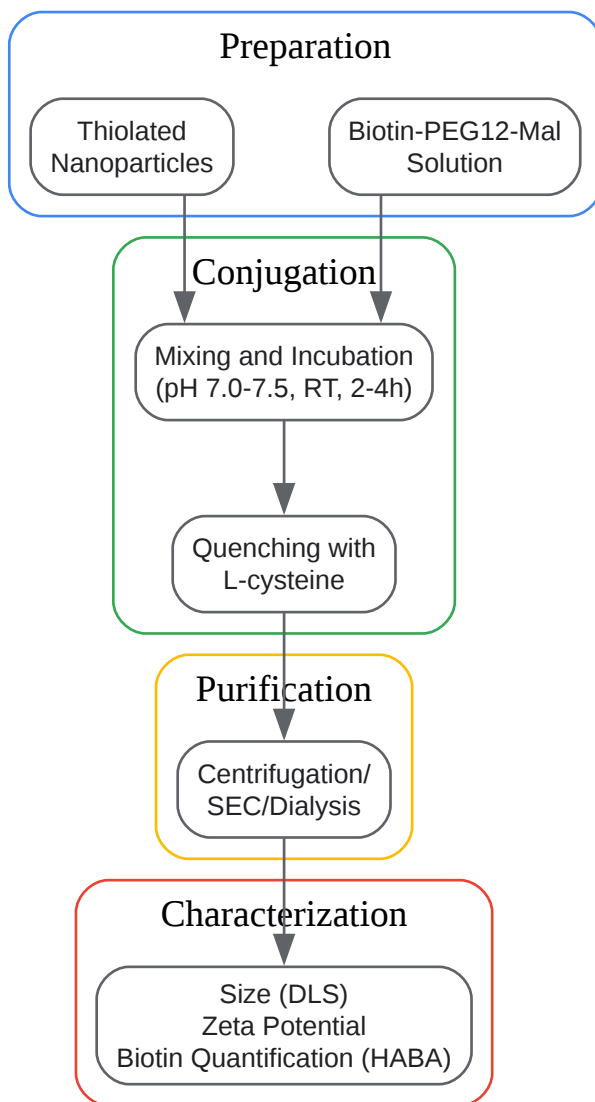 Preparation
Thiolated
Nanoparticles
Biotin-PEG12-Mal
Solution
Conjugation
Mixing and Incubation
(pH 7.0-7.5, RT, 2-4h)
Quenching with
L-cysteine
Purification
Centrifugation/
SEC/Dialysis
Characterization
Size (DLS)
Zeta Potential
Biotin Quantification (HABA)